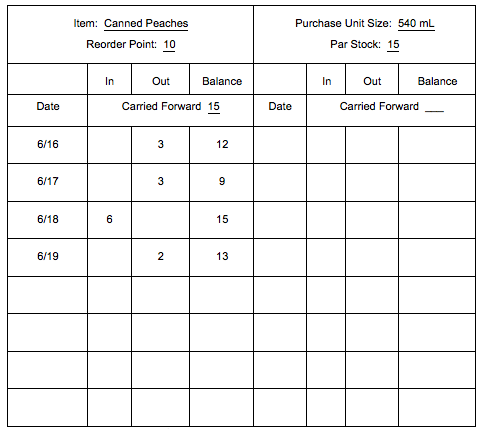 Item: Canned Peaches
Reorder Point: 10
Purchase Unit Size: 540 mL
Par Stock: 15
In Out Balance In Out Balance
Date Carried Forward 15 Date Carried Forward ___
6/16 3 12
6/17 3 9
6/18 6 15
6/19 2 13